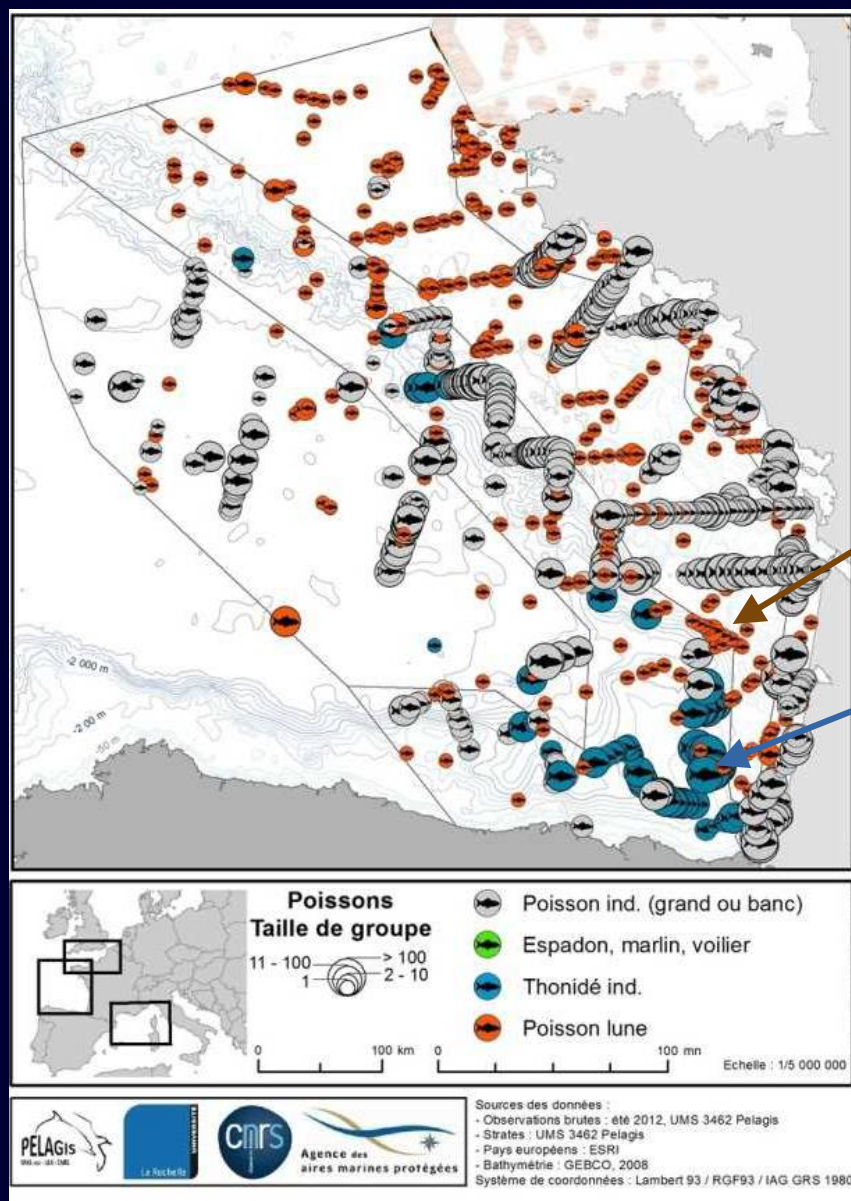 -2 000 m
-2 00 m
-50 m
Poissons
Taille de groupe
11 - 100
> 100
1
2 - 10
Poisson ind. (grand ou banc)
Espadon, marlin, voilier
Thonidé ind.
Poisson lune
0
100 km
0
100 mn
Echelle : 1/5 000 000
PELAGIS
La Rochelle
UNIVERSITÉ
cnrs
Agence des
aires marines protégées
Sources des données :
- Observations brutes : été 2012, UMS 3462 Pelagis
- Strates : UMS 3462 Pelagis
- Pays européens : ESRI
- Bathymétrie : GEBCO, 2008
Système de coordonnées : Lambert 93 / RGF93 / IAG GRS 1980